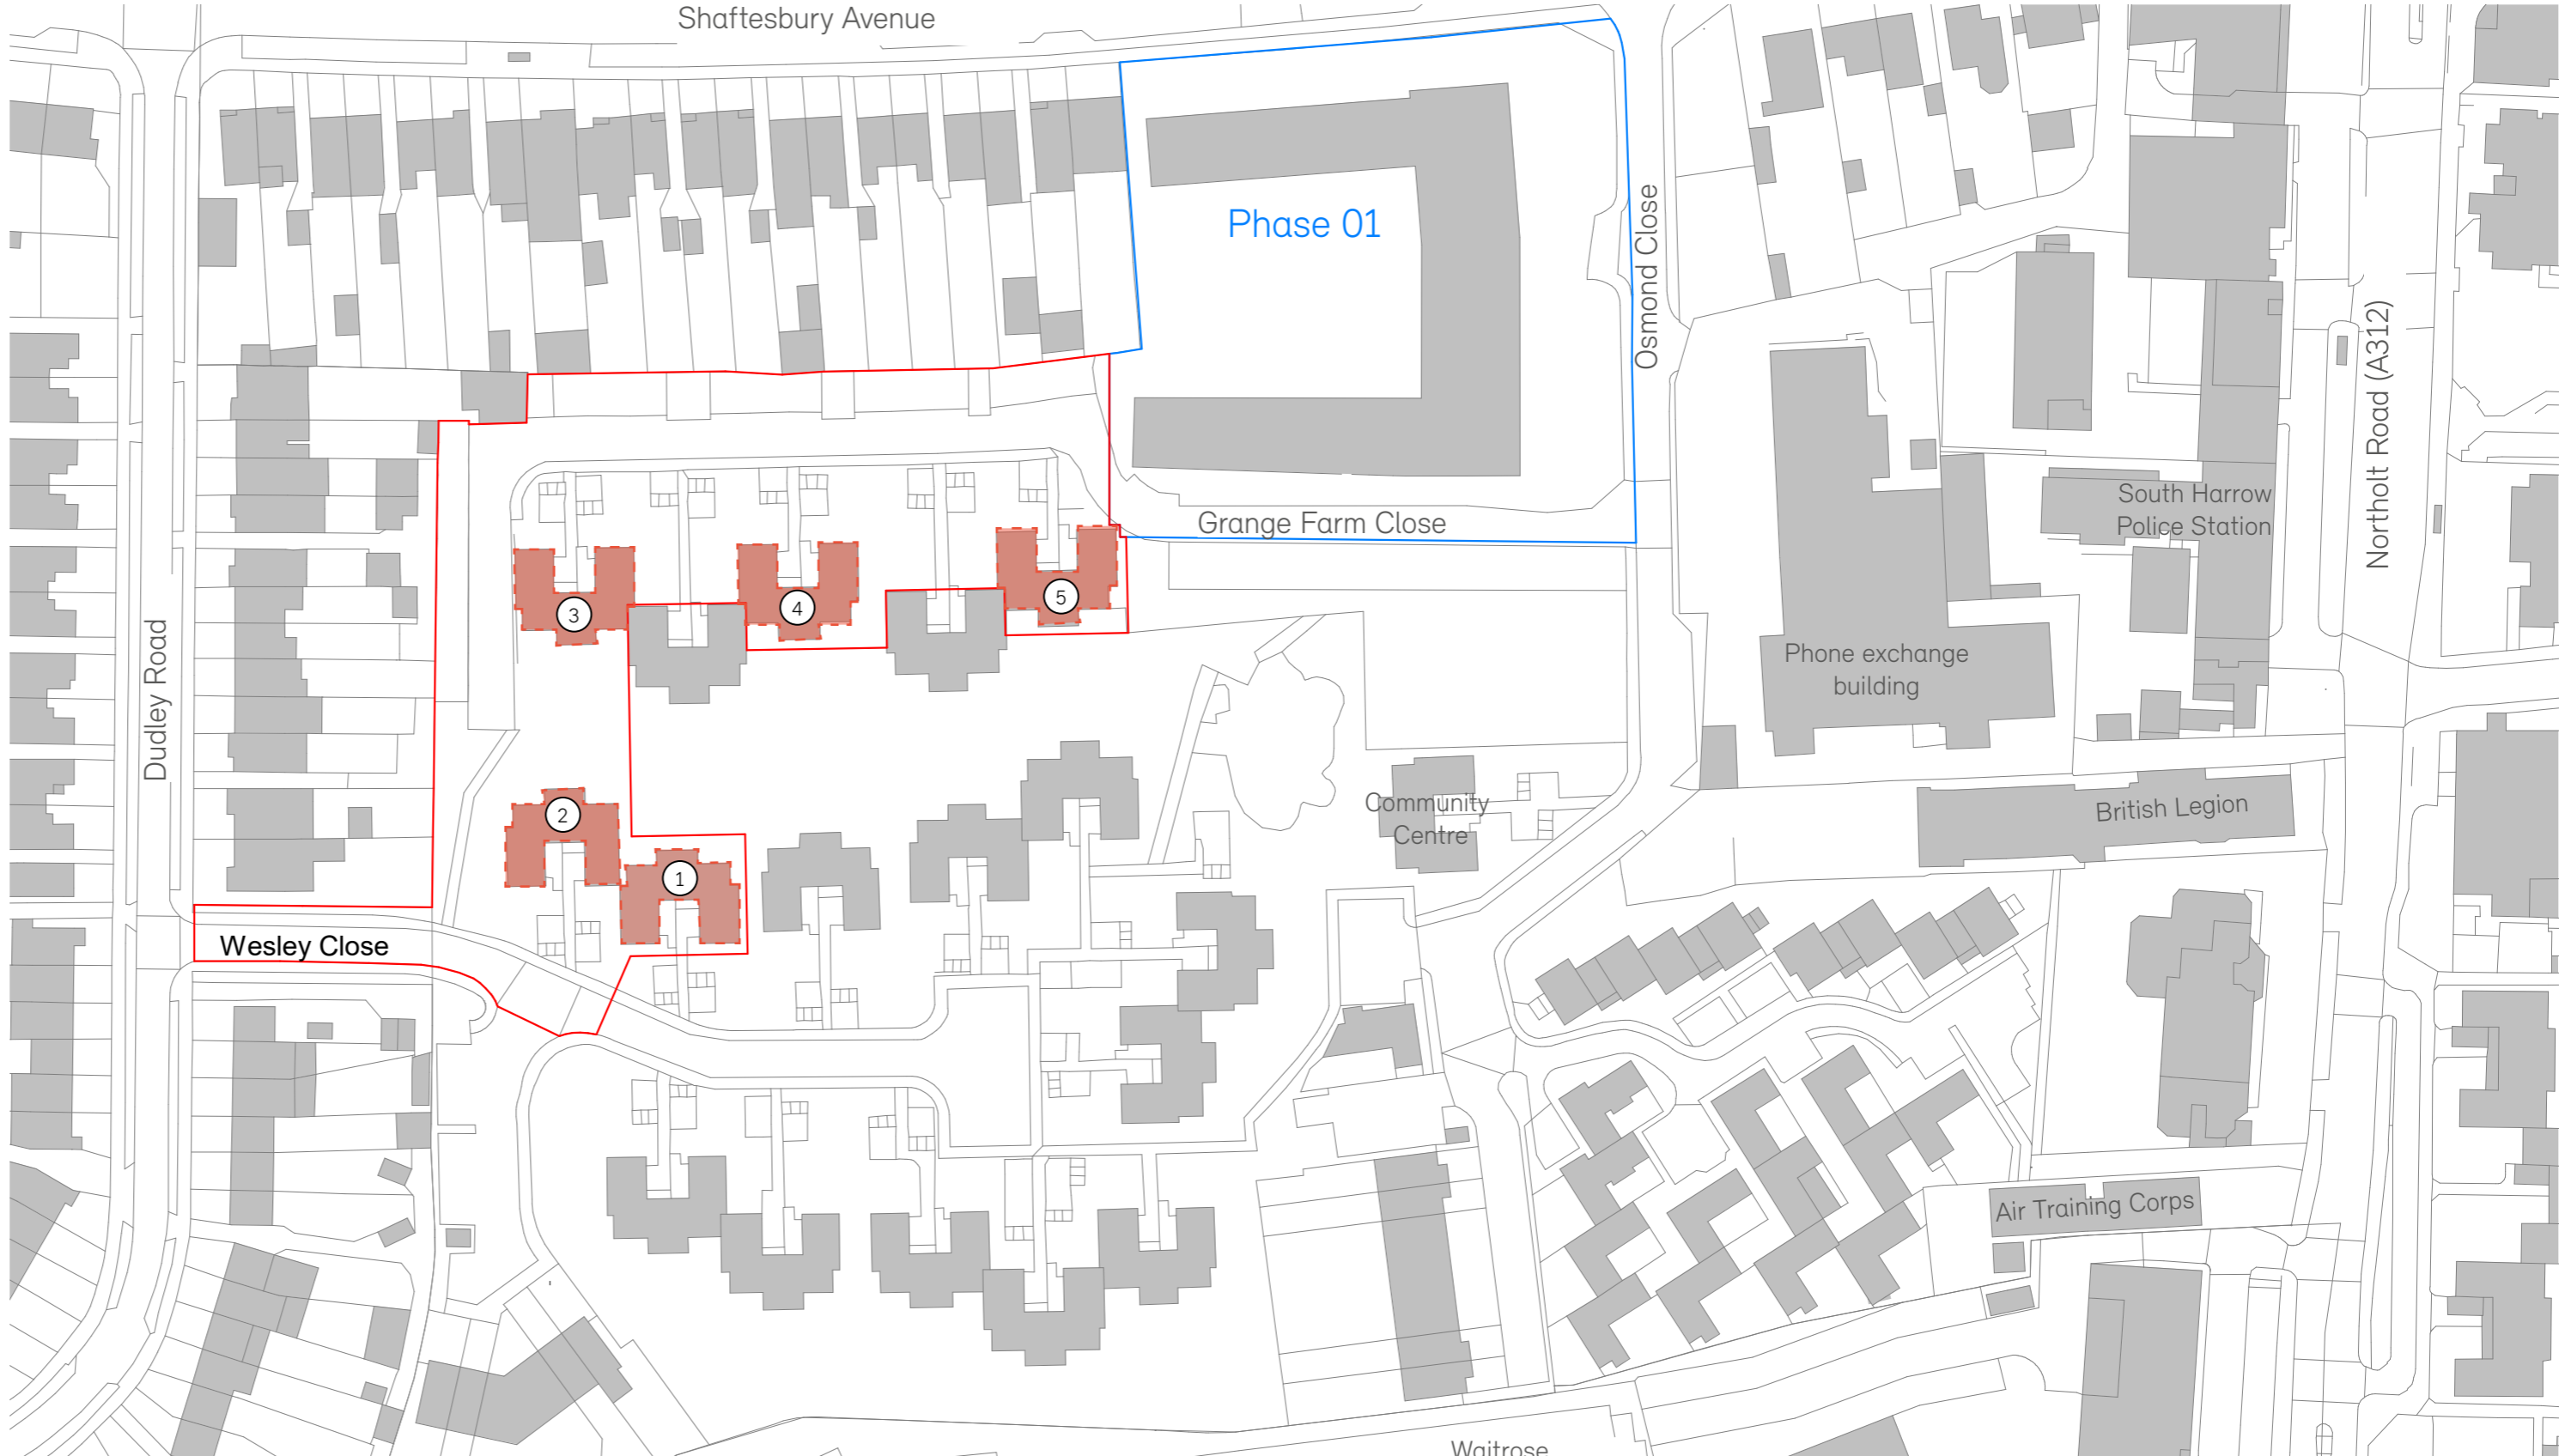 Shaftesbury Avenue
Phase 01
Osmond Close
Northolt Road (A312)
South Harrow
Police Station
Grange Farm Close
3
4
5
Phone exchange
building
Dudley Road
2
1
Community
Centre
British Legion
Wesley Close
Air Training Corps
Waitrose